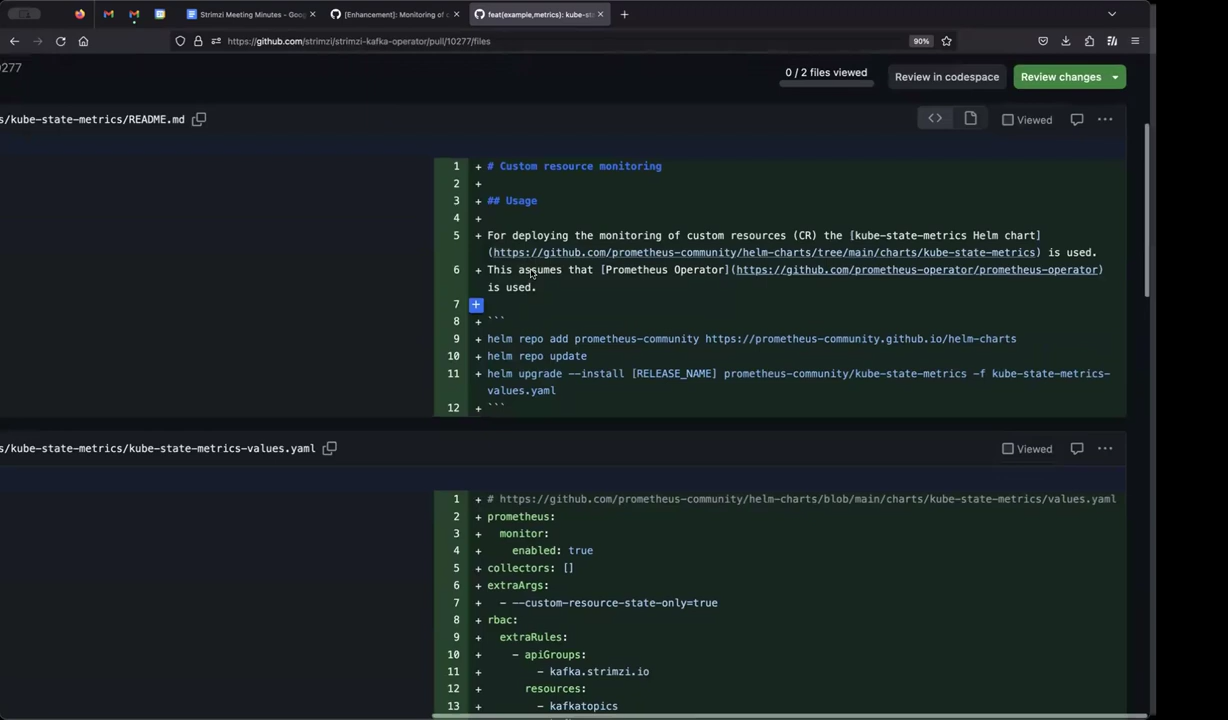 Strimzi Meeting Minutes - Goog
[Enhancement]: Monitoring of c
feat(example,metrics): kube-st
https://github.com/strimzi/strimzi-kafka-operator/pull/10277/files
90%
0277
0 / 2 files viewed
Review in codespace
Review changes
s/kube-state-metrics/README.md
Viewed
1 + # Custom resource monitoring
2 +
3 + ## Usage
4 +
5 + For deploying the monitoring of custom resources (CR) the [kube-state-metrics Helm chart]
(https://github.com/prometheus-community/helm-charts/tree/main/charts/kube-state-metrics) is used.
6 + This assumes that [Prometheus Operator](https://github.com/prometheus-operator/prometheus-operator)
is used.
7 +
8 + ```
9 + helm repo add prometheus-community https://prometheus-community.github.io/helm-charts
10 + helm repo update
11 + helm upgrade --install [RELEASE_NAME] prometheus-community/kube-state-metrics -f kube-state-metrics-
values.yaml
12 + ```
s/kube-state-metrics/kube-state-metrics-values.yaml
Viewed
1 + # https://github.com/prometheus-community/helm-charts/blob/main/charts/kube-state-metrics/values.yaml
2 + prometheus:
3 + monitor:
4 + enabled: true
5 + collectors: []
6 + extraArgs:
7 + - --custom-resource-state-only=true
8 + rbac:
9 + extraRules:
10 + - apiGroups:
11 + - kafka.strimzi.io
12 + resources:
13 + - kafkatopics